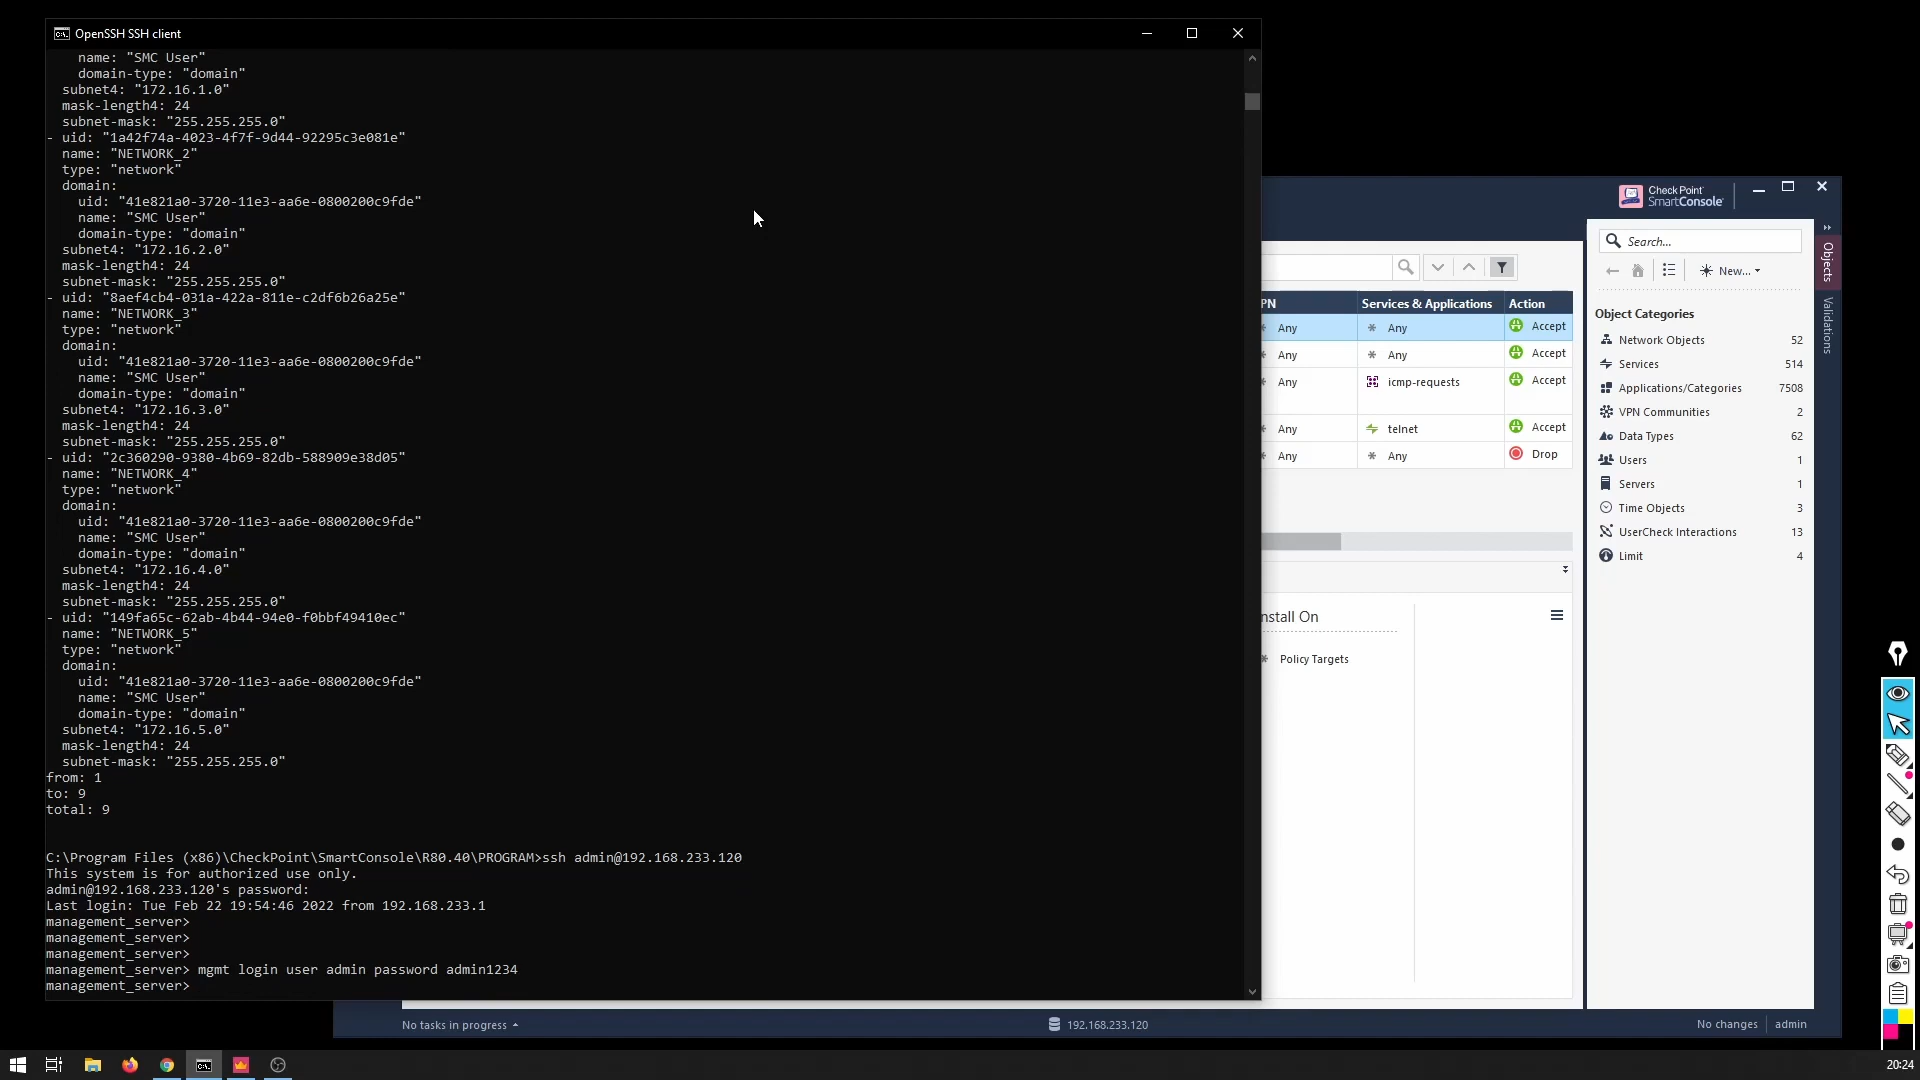 OpenSSH SSH client
name: "SMC User"
domain-type: "domain"
subnet4: "172.16.1.0"
mask-length4: 24
subnet-mask: "255.255.255.0"
- uid: "1a42f74a-4023-4f7f-9d44-92295c3e081e"
name: "NETWORK_2"
type: "network"
domain:
uid: "41e821a0-3720-11e3-aa6e-0800200c9fde"
name: "SMC User"
domain-type: "domain"
subnet4: "172.16.2.0"
mask-length4: 24
subnet-mask: "255.255.255.0"
- uid: "8aef4cb4-031a-422a-811e-c2df6b26a25e"
name: "NETWORK_3"
type: "network"
domain:
uid: "41e821a0-3720-11e3-aa6e-0800200c9fde"
name: "SMC User"
domain-type: "domain"
subnet4: "172.16.3.0"
mask-length4: 24
subnet-mask: "255.255.255.0"
- uid: "2c360290-9380-4b69-82db-588909e38d05"
name: "NETWORK_4"
type: "network"
domain:
uid: "41e821a0-3720-11e3-aa6e-0800200c9fde"
name: "SMC User"
domain-type: "domain"
subnet4: "172.16.4.0"
mask-length4: 24
subnet-mask: "255.255.255.0"
- uid: "149fa65c-62ab-4b44-94e0-f0bbf49410ec"
name: "NETWORK_5"
type: "network"
domain:
uid: "41e821a0-3720-11e3-aa6e-0800200c9fde"
name: "SMC User"
domain-type: "domain"
subnet4: "172.16.5.0"
mask-length4: 24
subnet-mask: "255.255.255.0"
from: 1
to: 9
total: 9
C:\Program Files (x86)\CheckPoint\SmartConsole\R80.40\PROGRAM>ssh admin@192.168.233.120
This system is for authorized use only.
admin@192.168.233.120's password:
Last login: Tue Feb 22 19:54:46 2022 from 192.168.233.1
management_server>
management_server>
management_server>
management_server> mgmt login user admin password admin1234
management_server>
Check Point
SmartConsole
PN Services & Applications Action
* Any * Any Accept
* Any * Any Accept
* Any icmp-requests Accept
* Any telnet Accept
* Any * Any Drop
nstall On
* Policy Targets
Search...
New...
Object Categories
Network Objects 52
Services 514
Applications/Categories 7508
VPN Communities 2
Data Types 62
Users 1
Servers 1
Time Objects 3
UserCheck Interactions 13
Limit 4
Objects
Validations
No tasks in progress
192.168.233.120
No changes
admin
20:24